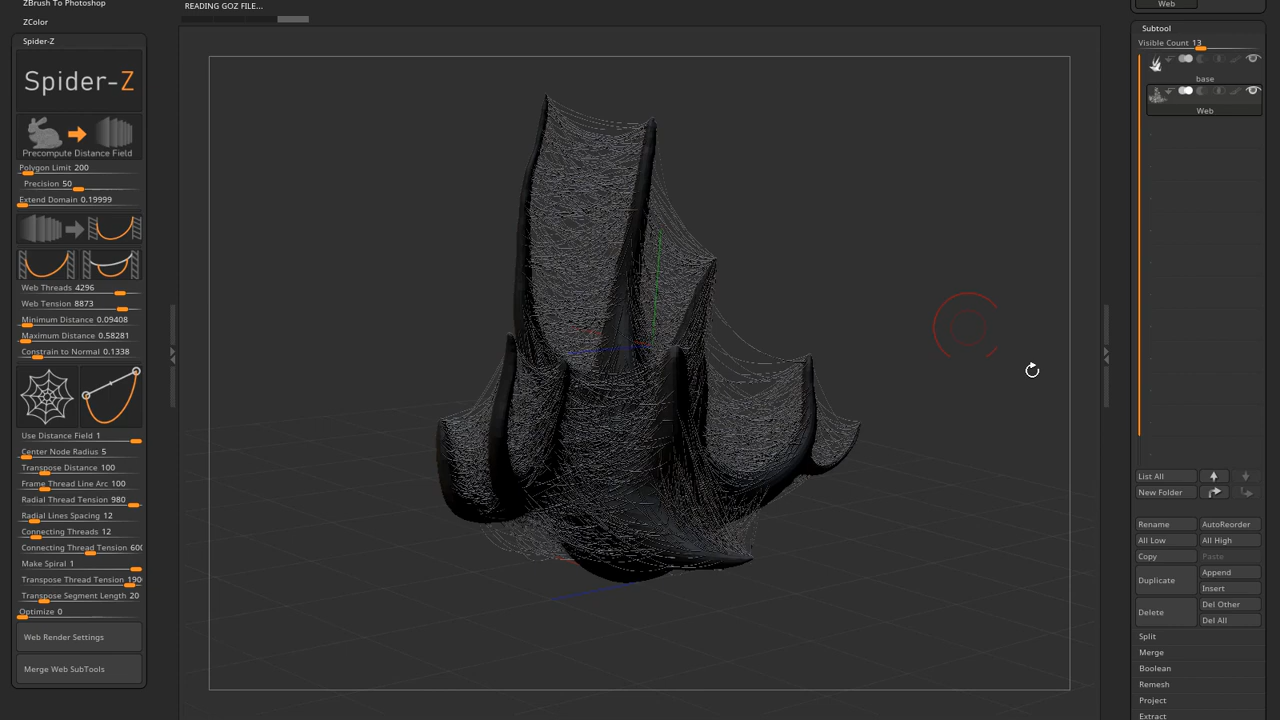 ZBrush To Photoshop
READING GOZ FILE...
Web
ZColor
Spider-Z
Subtool
Visible Count 13
base
Web
Spider-Z
Precompute Distance Field
Polygon Limit 200
Precision 50
Extend Domain 0.19999
Web Threads 4296
Web Tension 8873
Minimum Distance 0.09408
Maximum Distance 0.58281
Constrain to Normal 0.1338
Use Distance Field 1
Center Node Radius 5
Transpose Distance 100
Frame Thread Line Arc 100
Radial Thread Tension 980
Radial Lines Spacing 12
Connecting Threads 12
Connecting Thread Tension 600
Make Spiral 1
Transpose Thread Tension 190
Transpose Segment Length 20
Optimize 0
Web Render Settings
Merge Web SubTools
List All
New Folder
Rename AutoReorder
All Low All High
Copy Paste
Duplicate Append
Insert
Delete Del Other
Del All
Split
Merge
Boolean
Remesh
Project
Extract